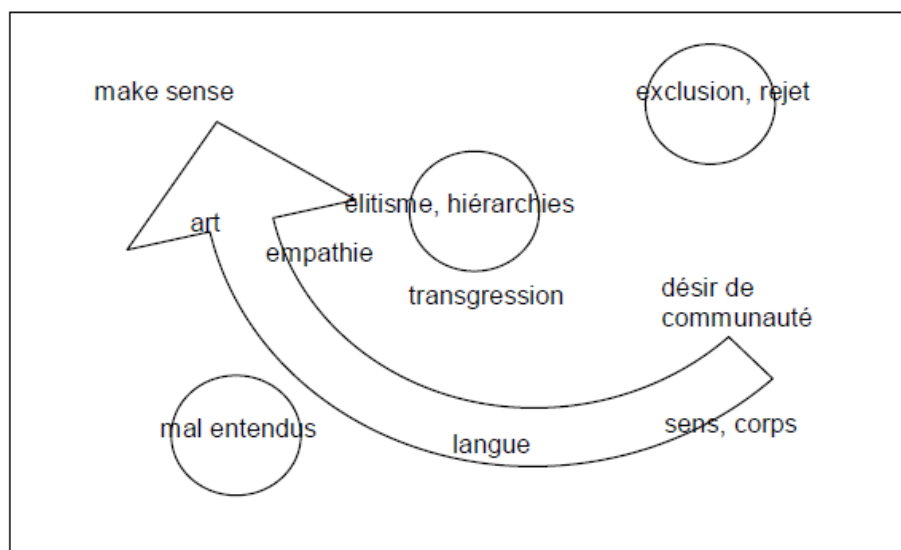 make sense
exclusion, rejet
élitisme, hiérarchies
art
empathie
transgression
désir de
communauté
mal entendus
langue
sens, corps